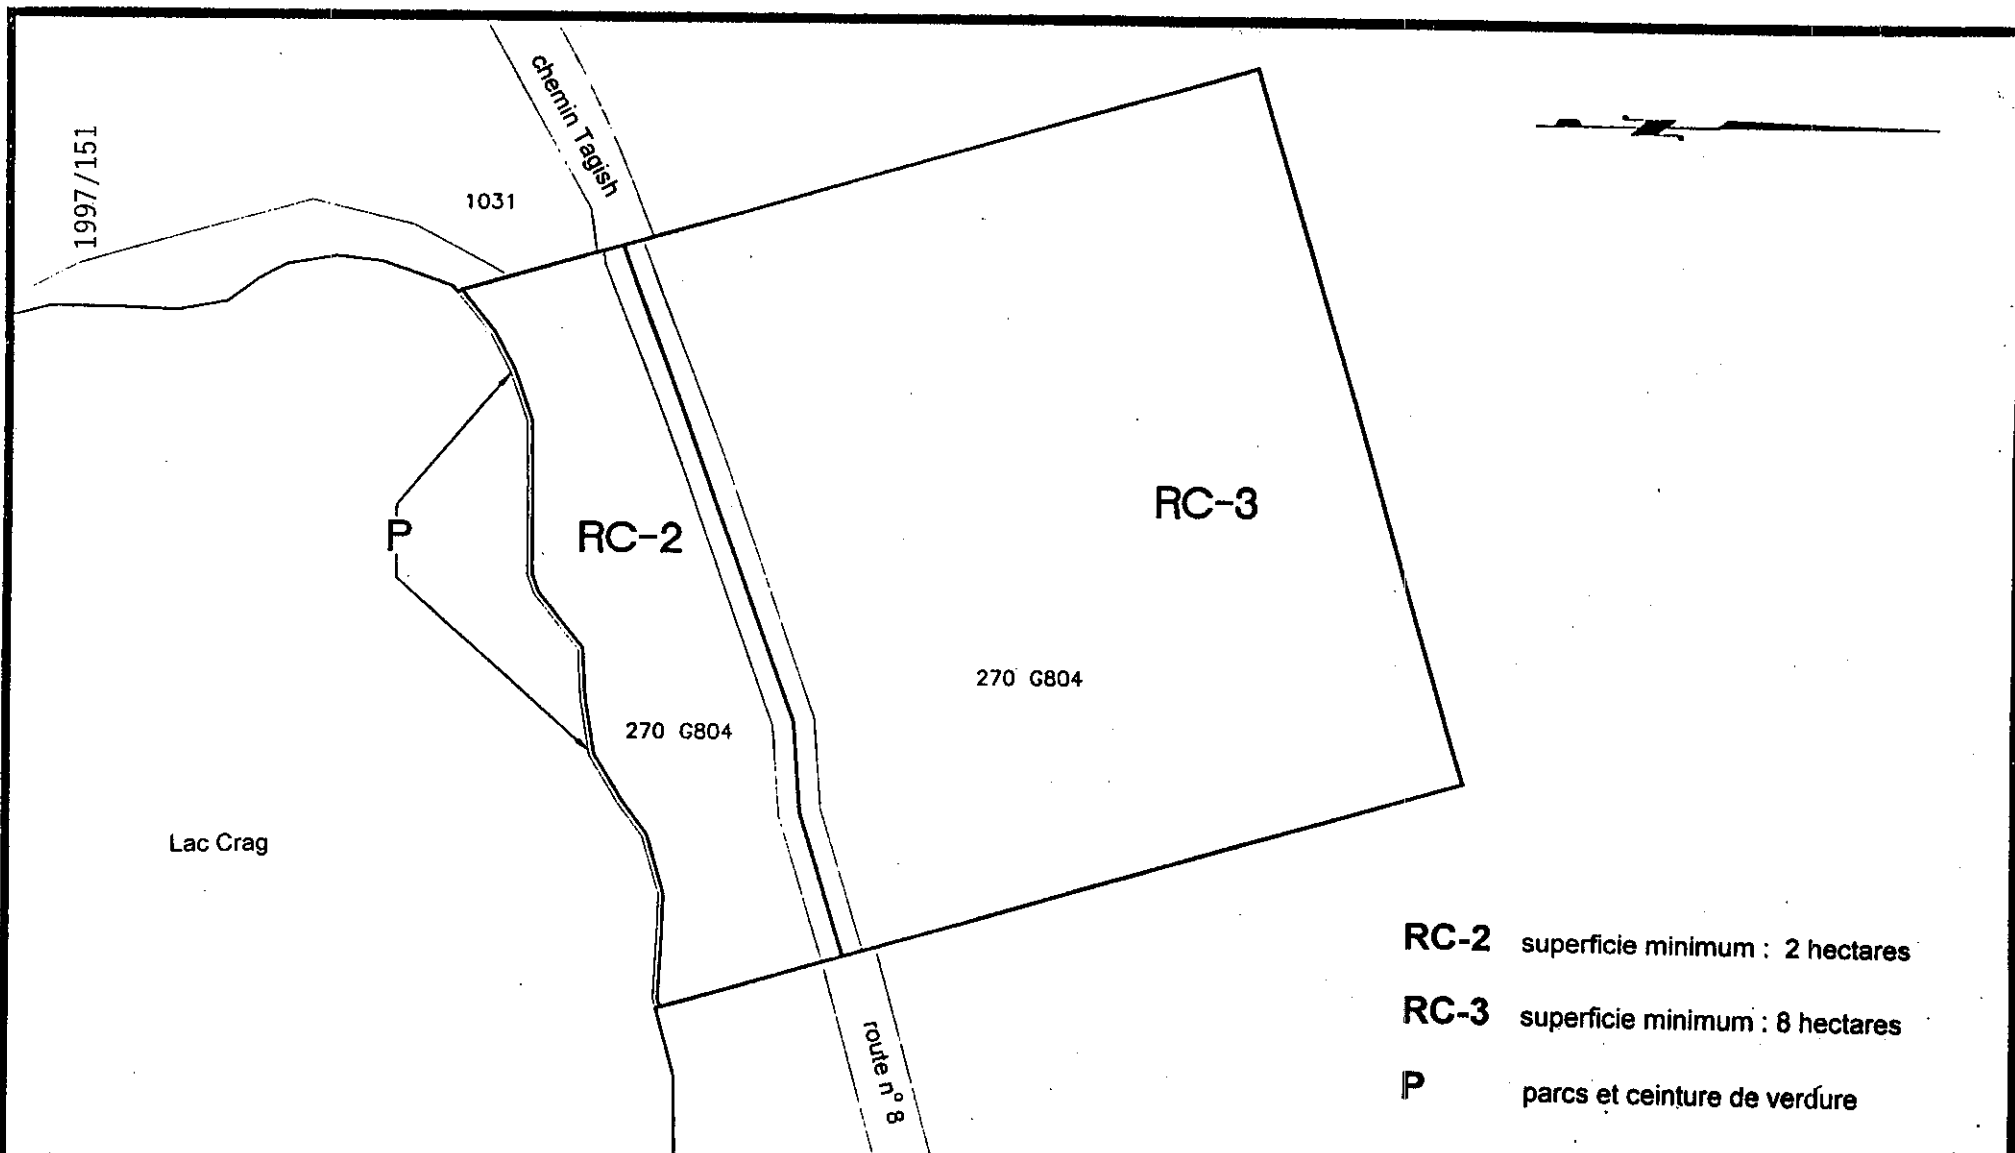 chemin Tagish
1997/151
1031
RC-3
P
RC-2
270 G804
270 G804
Lac Crag
RC-2 superficie minimum : 2 hectares
RC-3 superficie minimum : 8 hectares
route n° 8
P parcs et ceinture de verdure